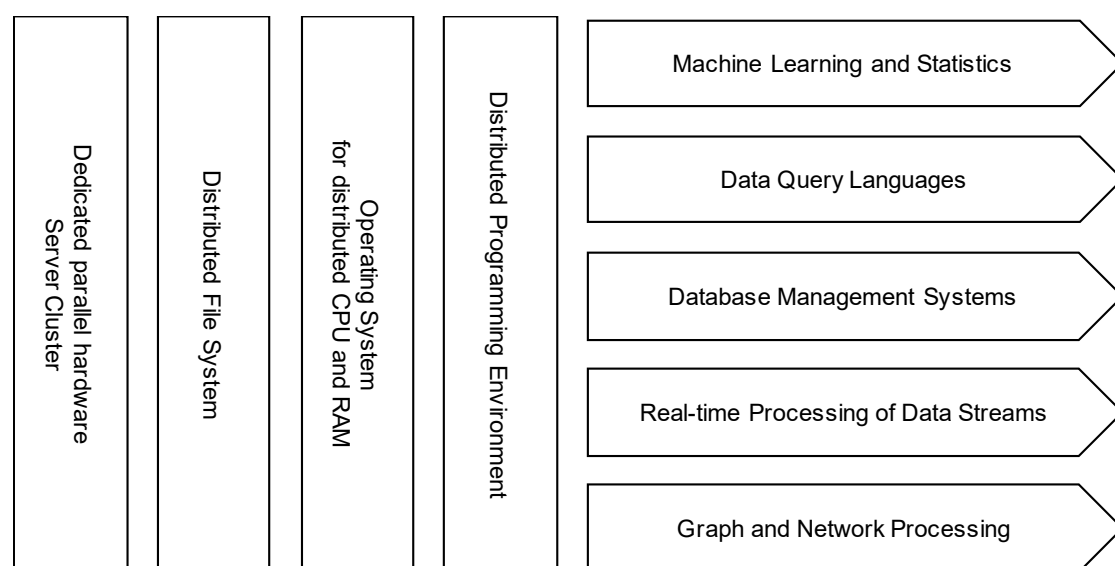 Dedicated parallel hardware
Server Cluster
Distributed File System
Operating System
for distributed CPU and RAM
Distributed Programming Environment
Machine Learning and Statistics
Data Query Languages
Database Management Systems
Real-time Processing of Data Streams
Graph and Network Processing